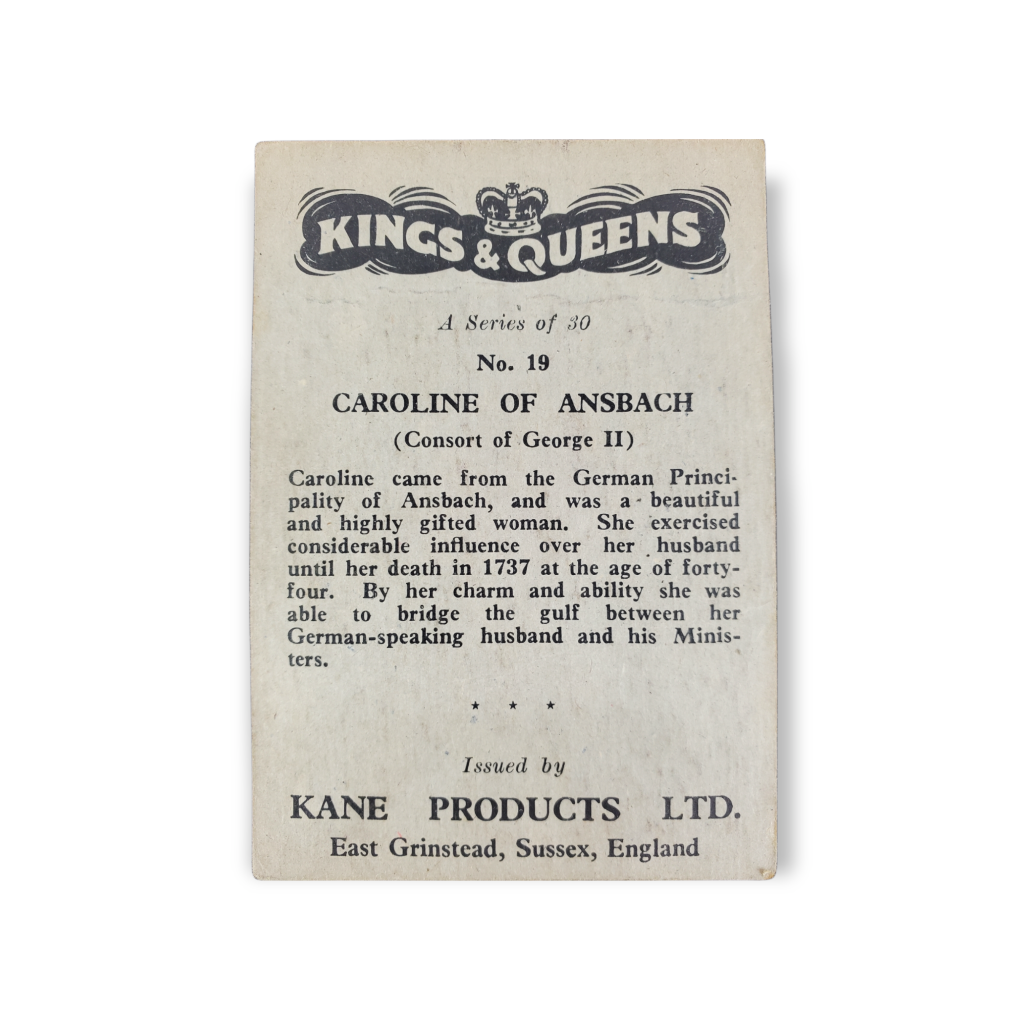 KINGS & QUEENS
A Series of 30
No. 19
CAROLINE OF ANSBACH
(Consort of George II)
Caroline came from the German Princi-
pality of Ansbach, and was a beautiful
and highly gifted woman. She exercised
considerable influence over her husband
until her death in 1737 at the age of forty-
four. By her charm and ability she was
able to bridge the gulf between her
German-speaking husband and his Minis-
ters.
★ ★ ★
Issued by
KANE PRODUCTS LTD.
East Grinstead, Sussex, England